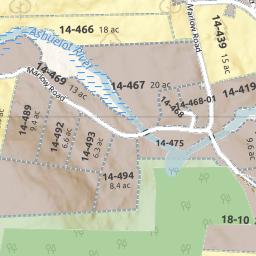 14-466 18 ac
Marlow Road
14-439
15 ac
Ashuelot River
14-469
13 ac
Marlow Road
14-467 20 ac
14-419
14-468
14-468-01
14-489
9.4 ac
14-492
6.6 ac
14-493
6.3 ac
14-475
14-494
8.4 ac
18-10